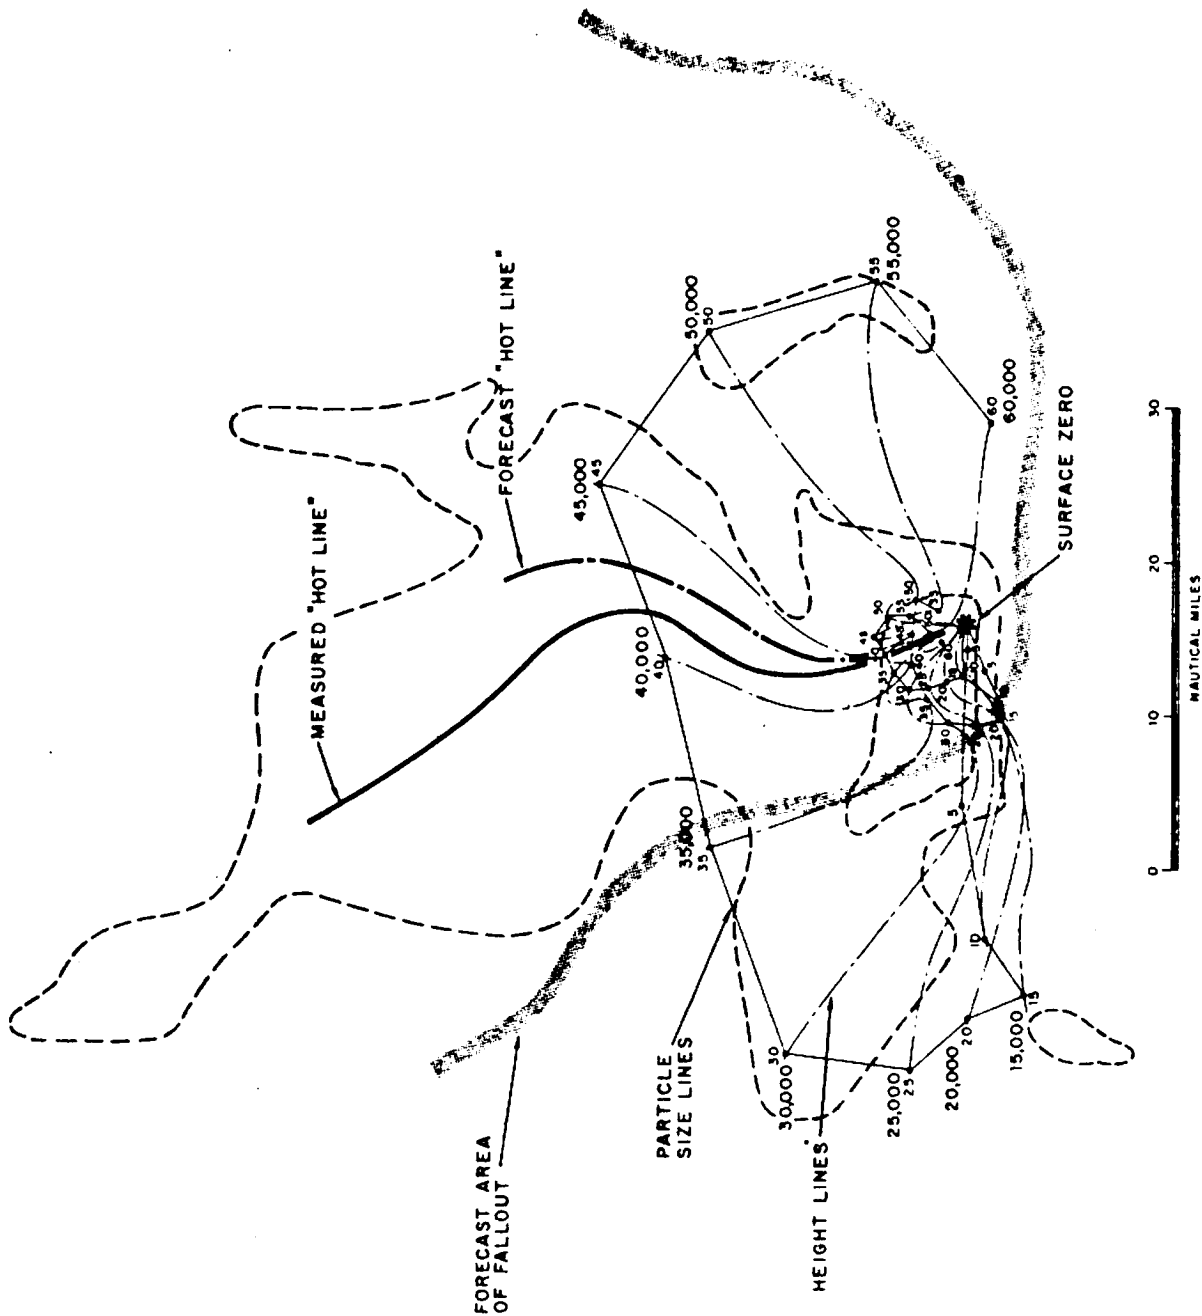 MEASURED "HOT LINE"
FORECAST "HOT LINE"
45,000
45
50,000
50
55
55,000
60
60,000
40,000
40
35,000
35
30
30,000
25,000
25
20,000
20
15,000
15
10
5
FORECAST AREA
OF FALLOUT
PARTICLE
SIZE LINES
HEIGHT LINES
SURFACE ZERO
0
10
20
30
NAUTICAL MILES